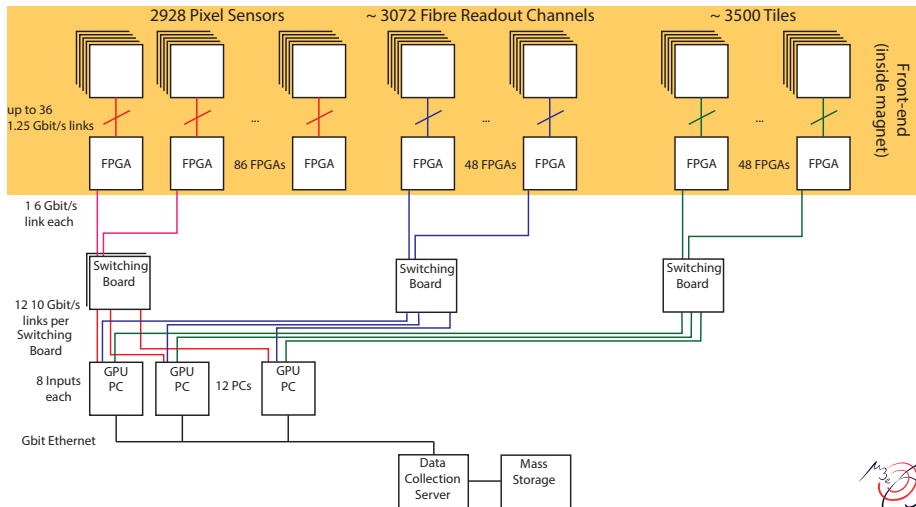 2928 Pixel Sensors
~ 3072 Fibre Readout Channels
~ 3500 Tiles
Front-end
(inside magnet)
up to 36
1.25 Gbit/s links
...
...
...
FPGA
FPGA
86 FPGAs
FPGA
FPGA
48 FPGAs
FPGA
FPGA
48 FPGAs
FPGA
1 6 Gbit/s
link each
Switching
Board
Switching
Board
Switching
Board
12 10 Gbit/s
links per
Switching
Board
8 Inputs
each
GPU
PC
GPU
PC
12 PCs
GPU
PC
Gbit Ethernet
Data
Collection
Server
Mass
Storage
μ3e